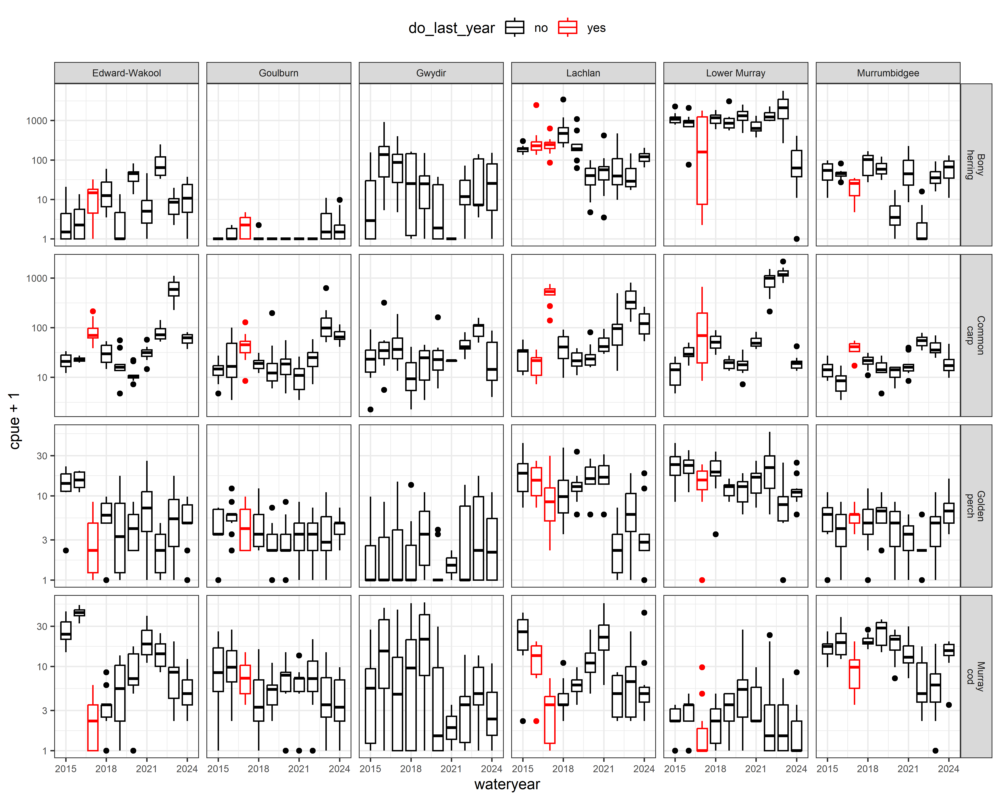 do_last_year no yes
Edward-Wakool Goulburn Gwydir Lachlan Lower Murray Murrumbidgee
1000
100
10
1
Bony
herring
1000
100
10
Common
carp
30
10
3
1
Golden
perch
30
10
3
1
Murray
cod
cpue + 1
2015 2018 2021 2024 2015 2018 2021 2024 2015 2018 2021 2024 2015 2018 2021 2024 2015 2018 2021 2024 2015 2018 2021 2024
wateryear